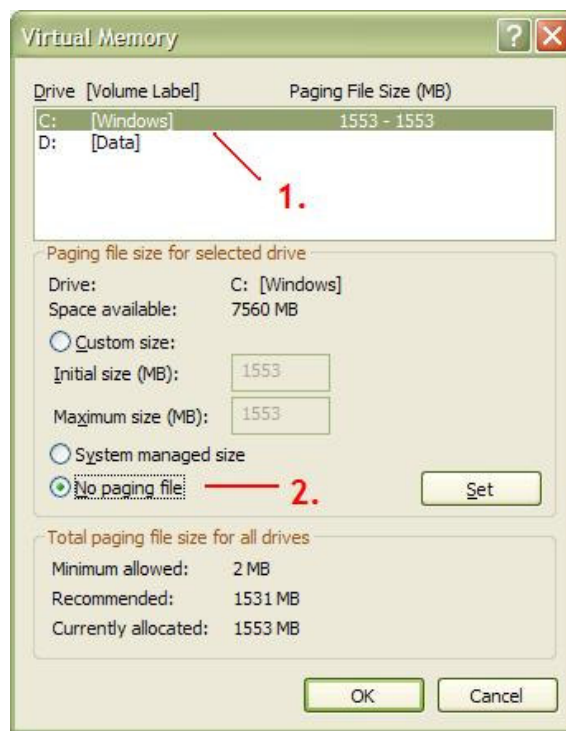 Virtual Memory
Drive [Volume Label] Paging File Size (MB)
C: [Windows] 1553 - 1553
D: [Data]
1.
Paging file size for selected drive
Drive: C: [Windows]
Space available: 7560 MB
Custom size:
Initial size (MB): 1553
Maximum size (MB): 1553
System managed size
No paging file 2. Set
Total paging file size for all drives
Minimum allowed: 2 MB
Recommended: 1531 MB
Currently allocated: 1553 MB
OK Cancel